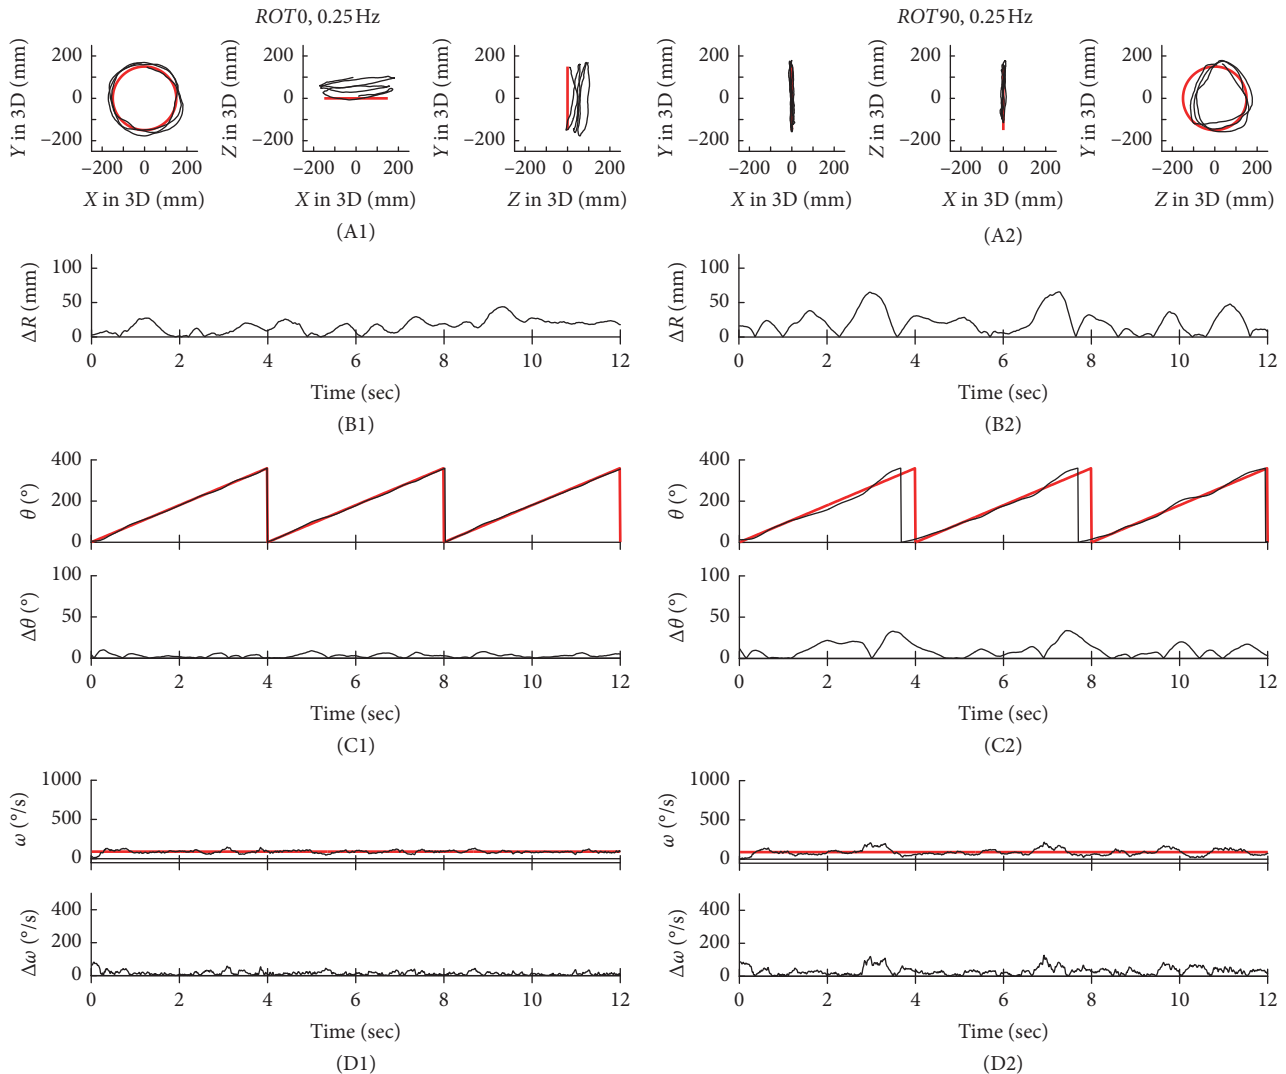 ROT0, 0.25 Hz
Y in 3D (mm)
200
0
−200
−200 0 200
X in 3D (mm)
Z in 3D (mm)
200
0
−200
−200 0 200
X in 3D (mm)
Y in 3D (mm)
200
0
−200
−200 0 200
Z in 3D (mm)
(A1)
ΔR (mm)
100
50
0
0 2 4 6 8 10 12
Time (sec)
(B1)
θ (°)
400
200
0
Δθ (°)
100
50
0
0 2 4 6 8 10 12
Time (sec)
(C1)
ω (°/s)
1000
500
0
Δω (°/s)
400
200
0
0 2 4 6 8 10 12
Time (sec)
(D1)
ROT90, 0.25 Hz
Y in 3D (mm)
200
0
−200
−200 0 200
X in 3D (mm)
Z in 3D (mm)
200
0
−200
−200 0 200
X in 3D (mm)
Y in 3D (mm)
200
0
−200
−200 0 200
Z in 3D (mm)
(A2)
ΔR (mm)
100
50
0
0 2 4 6 8 10 12
Time (sec)
(B2)
θ (°)
400
200
0
Δθ (°)
100
50
0
0 2 4 6 8 10 12
Time (sec)
(C2)
ω (°/s)
1000
500
0
Δω (°/s)
400
200
0
0 2 4 6 8 10 12
Time (sec)
(D2)